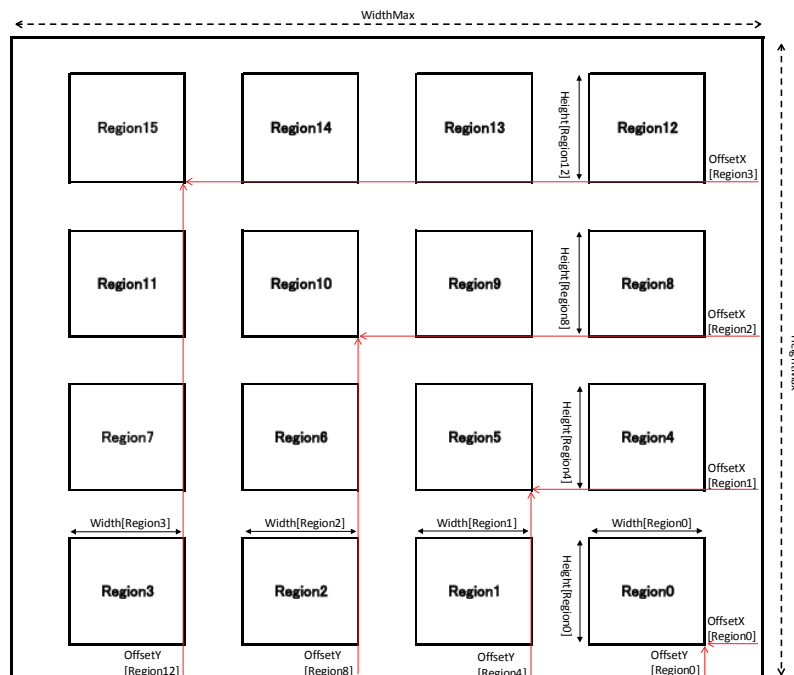 WidthMax
Region15
Region14
Region13
Height[Region12]
Region12
OffsetX
[Region3]
Region11
Region10
Region9
Height[Region8]
Region8
OffsetX
[Region2]
Region7
Region6
Region5
Height[Region4]
Region4
OffsetX
[Region1]
Width[Region3]
Width[Region2]
Width[Region1]
Width[Region0]
Region3
Region2
Region1
Height[Region0]
Region0
OffsetX
[Region0]
OffsetY
[Region12]
OffsetY
[Region8]
OffsetY
[Region4]
OffsetY
[Region0]